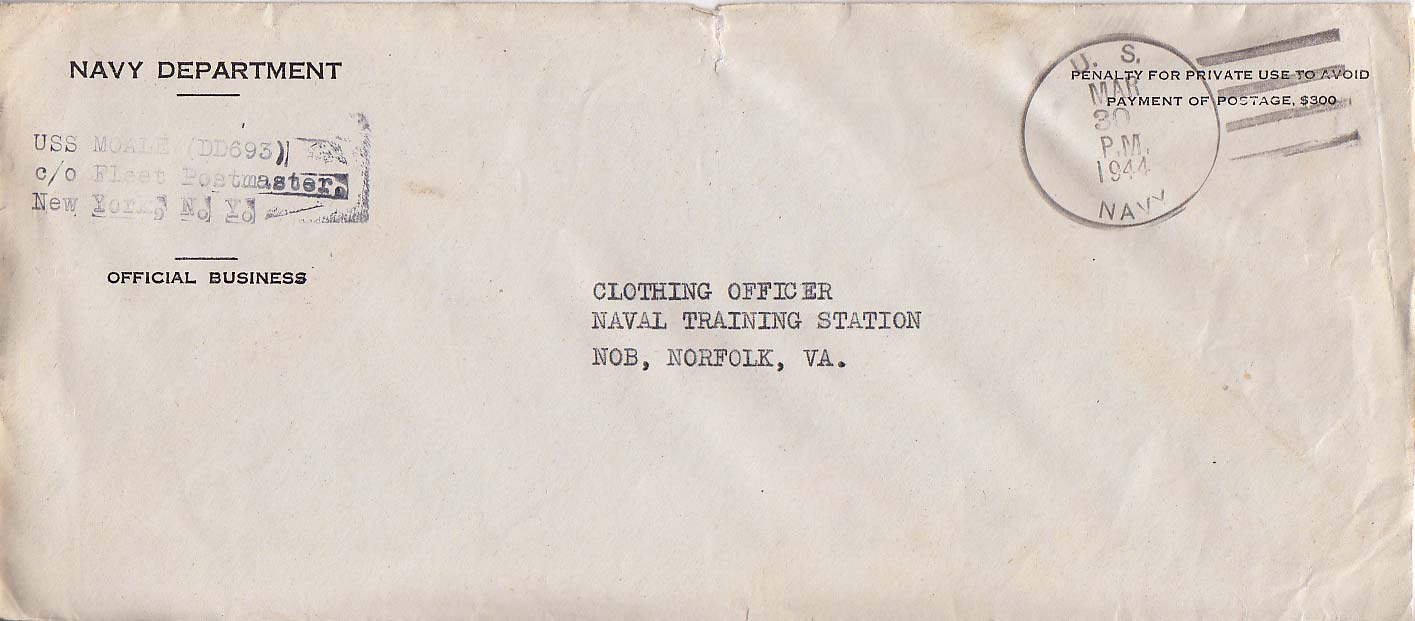 NAVY DEPARTMENT
USS MOALE (DD693)
c/o Fleet Postmaster,
New York, N. Y.
OFFICIAL BUSINESS
U. S.
MAR
30
P.M.
1944
NAVY
PENALTY FOR PRIVATE USE TO AVOID
PAYMENT OF POSTAGE, $300
CLOTHING OFFICER
NAVAL TRAINING STATION
NOB, NORFOLK, VA.